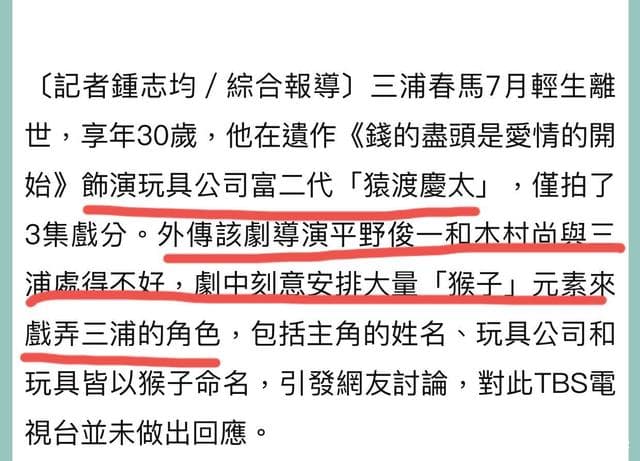 〔記者鍾志均／綜合報導〕三浦春馬7月輕生離
世，享年30歲，他在遺作《錢的盡頭是愛情的開
始》飾演玩具公司富二代「猿渡慶太」，僅拍了
3集戲分。外傳該劇導演平野俊一和木村尚與三
浦處得不好，劇中刻意安排大量「猴子」元素來
戲弄三浦的角色，包括主角的姓名、玩具公司和
玩具皆以猴子命名，引發網友討論，對此TBS電
視台並未做出回應。